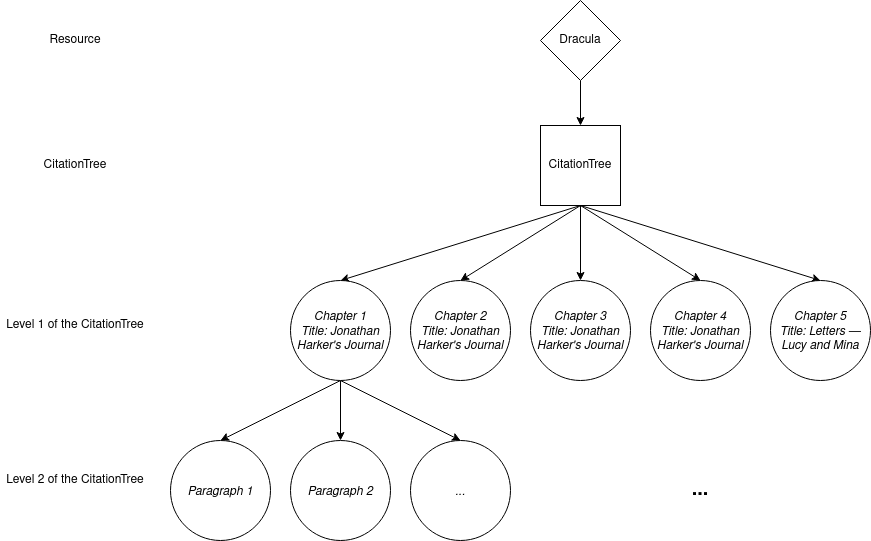 Resource
Dracula
CitationTree
CitationTree
Level 1 of the CitationTree
Chapter 1
Title: Jonathan
Harker's Journal
Chapter 2
Title: Jonathan
Harker's Journal
Chapter 3
Title: Jonathan
Harker's Journal
Chapter 4
Title: Jonathan
Harker's Journal
Chapter 5
Title: Letters —
Lucy and Mina
Level 2 of the CitationTree
Paragraph 1
Paragraph 2
...
...